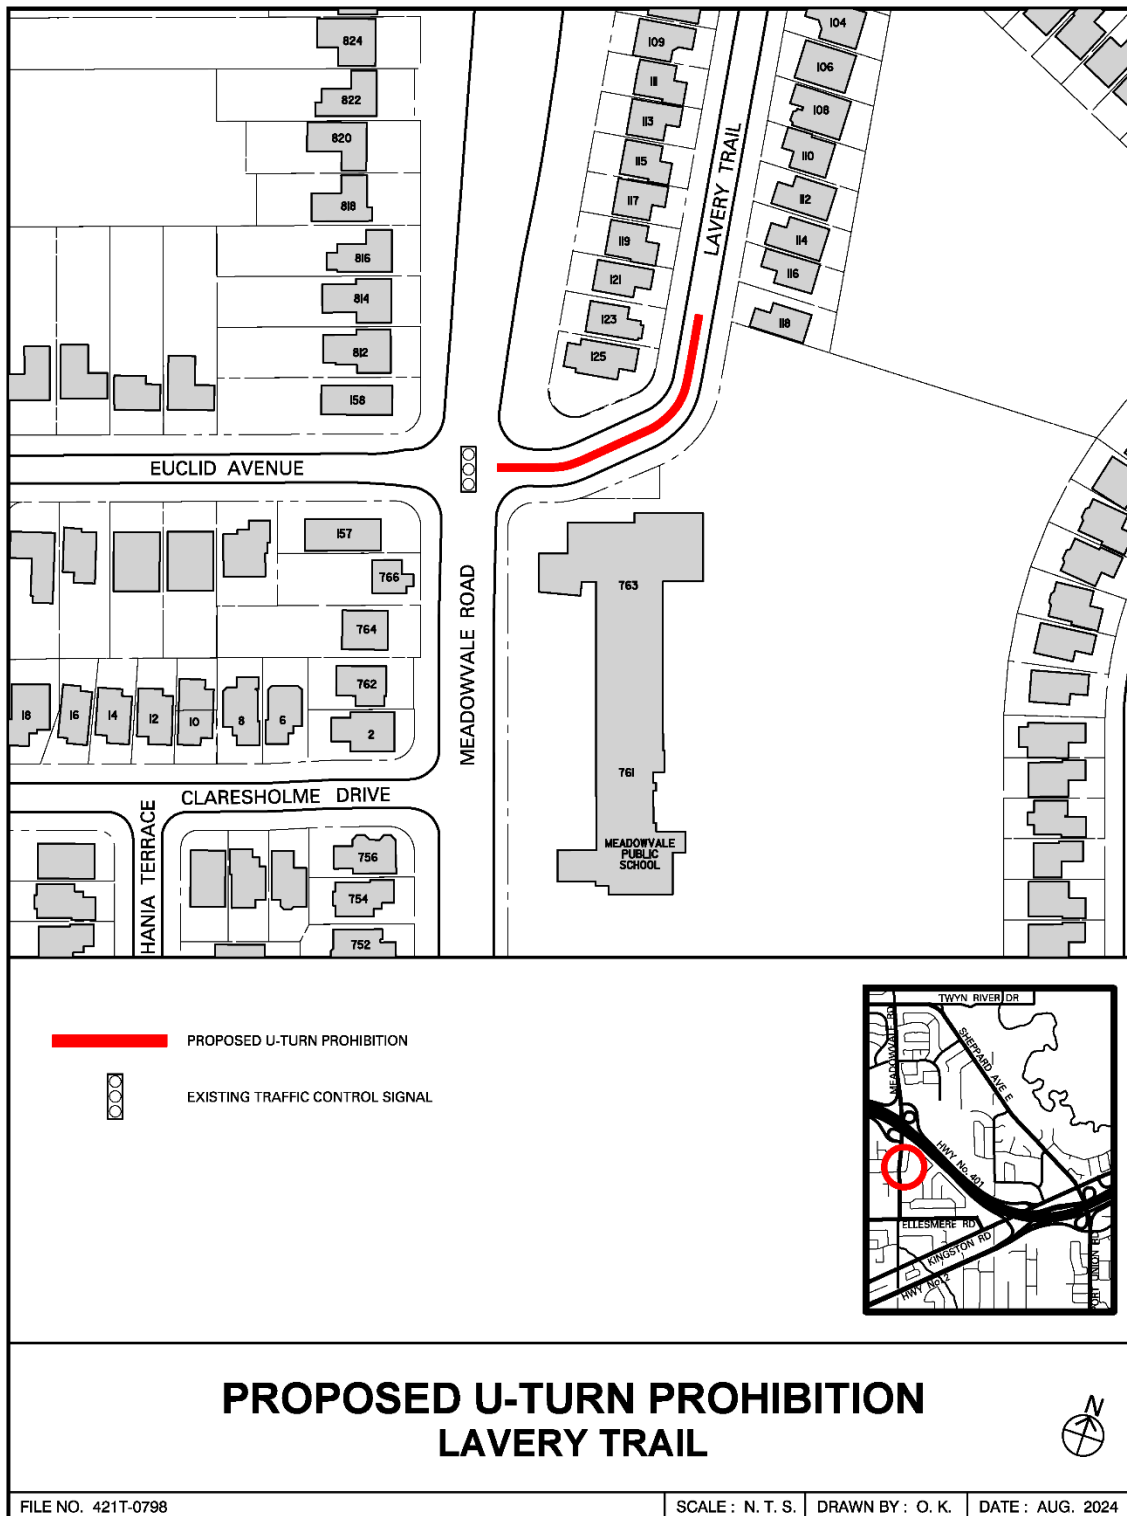 824
822
820
818
816
814
812
158
109
111
113
115
117
119
121
123
125
104
106
108
110
112
114
116
118
LAVERY TRAIL
EUCLID AVENUE
MEADOWVALE ROAD
157
766
764
762
2
18
16
14
12
10
8
6
763
761
MEADOWVALE
PUBLIC
SCHOOL
CLARESHOLME DRIVE
HANIA TERRACE
756
754
752
PROPOSED U-TURN PROHIBITION
EXISTING TRAFFIC CONTROL SIGNAL
TWYN RIVER DR
MEADOWVALE RD
SHEPPARD AVE E
HWY No. 401
ELLESMERE RD
KINGSTON RD
HWY No. 2
PORT UNION RD
PROPOSED U-TURN PROHIBITION
LAVERY TRAIL
N
FILE NO. 421T-0798
SCALE : N. T. S.
DRAWN BY : O. K.
DATE : AUG. 2024